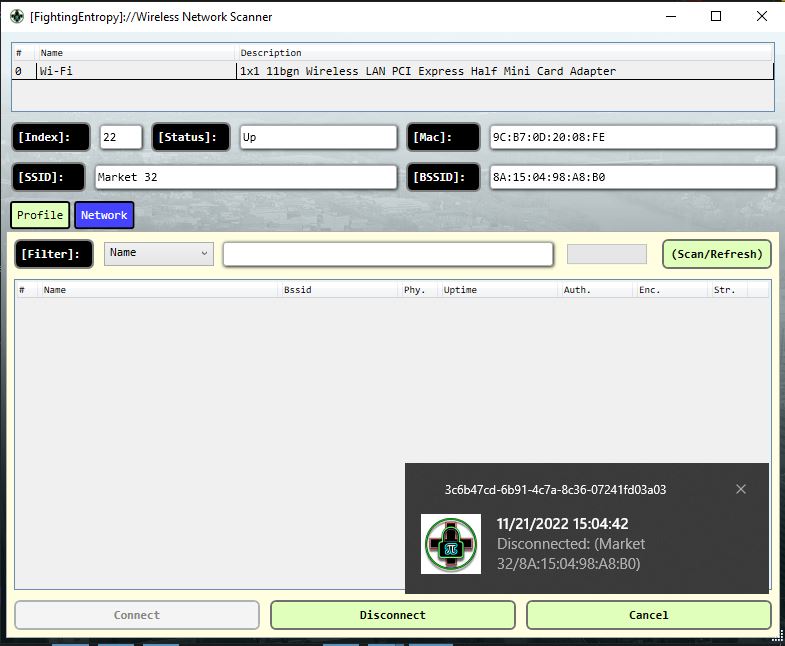 [FightingEntropy]://Wireless Network Scanner
# Name Description
0 Wi-Fi 1x1 11bgn Wireless LAN PCI Express Half Mini Card Adapter
[Index]: 22 [Status]: Up [Mac]: 9C:B7:0D:20:08:FE
[SSID]: Market 32 [BSSID]: 8A:15:04:98:A8:B0
Profile Network
[Filter]: Name (Scan/Refresh)
# Name Bssid Phy. Uptime Auth. Enc. Str.
3c6b47cd-6b91-4c7a-8c36-07241fd03a03
11/21/2022 15:04:42
Disconnected: (Market
32/8A:15:04:98:A8:B0)
Connect Disconnect Cancel